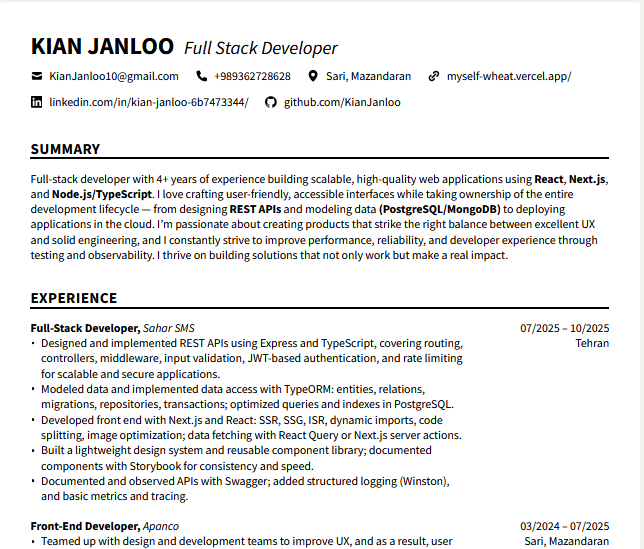 KIAN JANLOO Full Stack Developer
KianJanloo10@gmail.com +989362728628 Sari, Mazandaran myself-wheat.vercel.app/
linkedin.com/in/kian-janloo-6b7473344/ github.com/KianJanloo
SUMMARY
Full-stack developer with 4+ years of experience building scalable, high-quality web applications using React, Next.js,
and Node.js/TypeScript. I love crafting user-friendly, accessible interfaces while taking ownership of the entire
development lifecycle — from designing REST APIs and modeling data (PostgreSQL/MongoDB) to deploying
applications in the cloud. I'm passionate about creating products that strike the right balance between excellent UX
and solid engineering, and I constantly strive to improve performance, reliability, and developer experience through
testing and observability. I thrive on building solutions that not only work but make a real impact.
EXPERIENCE
Full-Stack Developer, Sahar SMS 07/2025 – 10/2025
• Designed and implemented REST APIs using Express and TypeScript, covering routing, Tehran
controllers, middleware, input validation, JWT-based authentication, and rate limiting
for scalable and secure applications.
• Modeled data and implemented data access with TypeORM: entities, relations,
migrations, repositories, transactions; optimized queries and indexes in PostgreSQL.
• Developed front end with Next.js and React: SSR, SSG, ISR, dynamic imports, code
splitting, image optimization; data fetching with React Query or Next.js server actions.
• Built a lightweight design system and reusable component library; documented
components with Storybook for consistency and speed.
• Documented and observed APIs with Swagger; added structured logging (Winston),
and basic metrics and tracing.
Front-End Developer, Apanco 03/2024 – 07/2025
• Teamed up with design and development teams to improve UX, and as a result, user Sari, Mazandaran